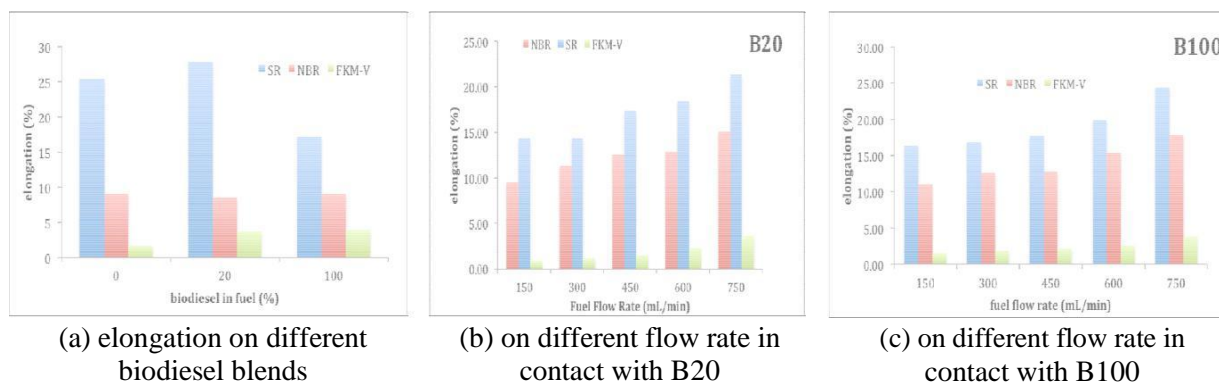 30
25
20
15
10
5
0
elongation (%)
SR NBR FKM-V
0 20 100
biodiesel in fuel (%)
(a) elongation on different
biodiesel blends
B20
25.00
20.00
15.00
10.00
5.00
0.00
elongation (%)
NBR SR FKM-V
150 300 450 600 750
Fuel Flow Rate (mL/min)
(b) on different flow rate in
contact with B20
B100
30.00
25.00
20.00
15.00
10.00
5.00
0.00
elongation (%)
SR NBR FKM-V
150 300 450 600 750
fuel flow rate (mL/min)
(c) on different flow rate in
contact with B100